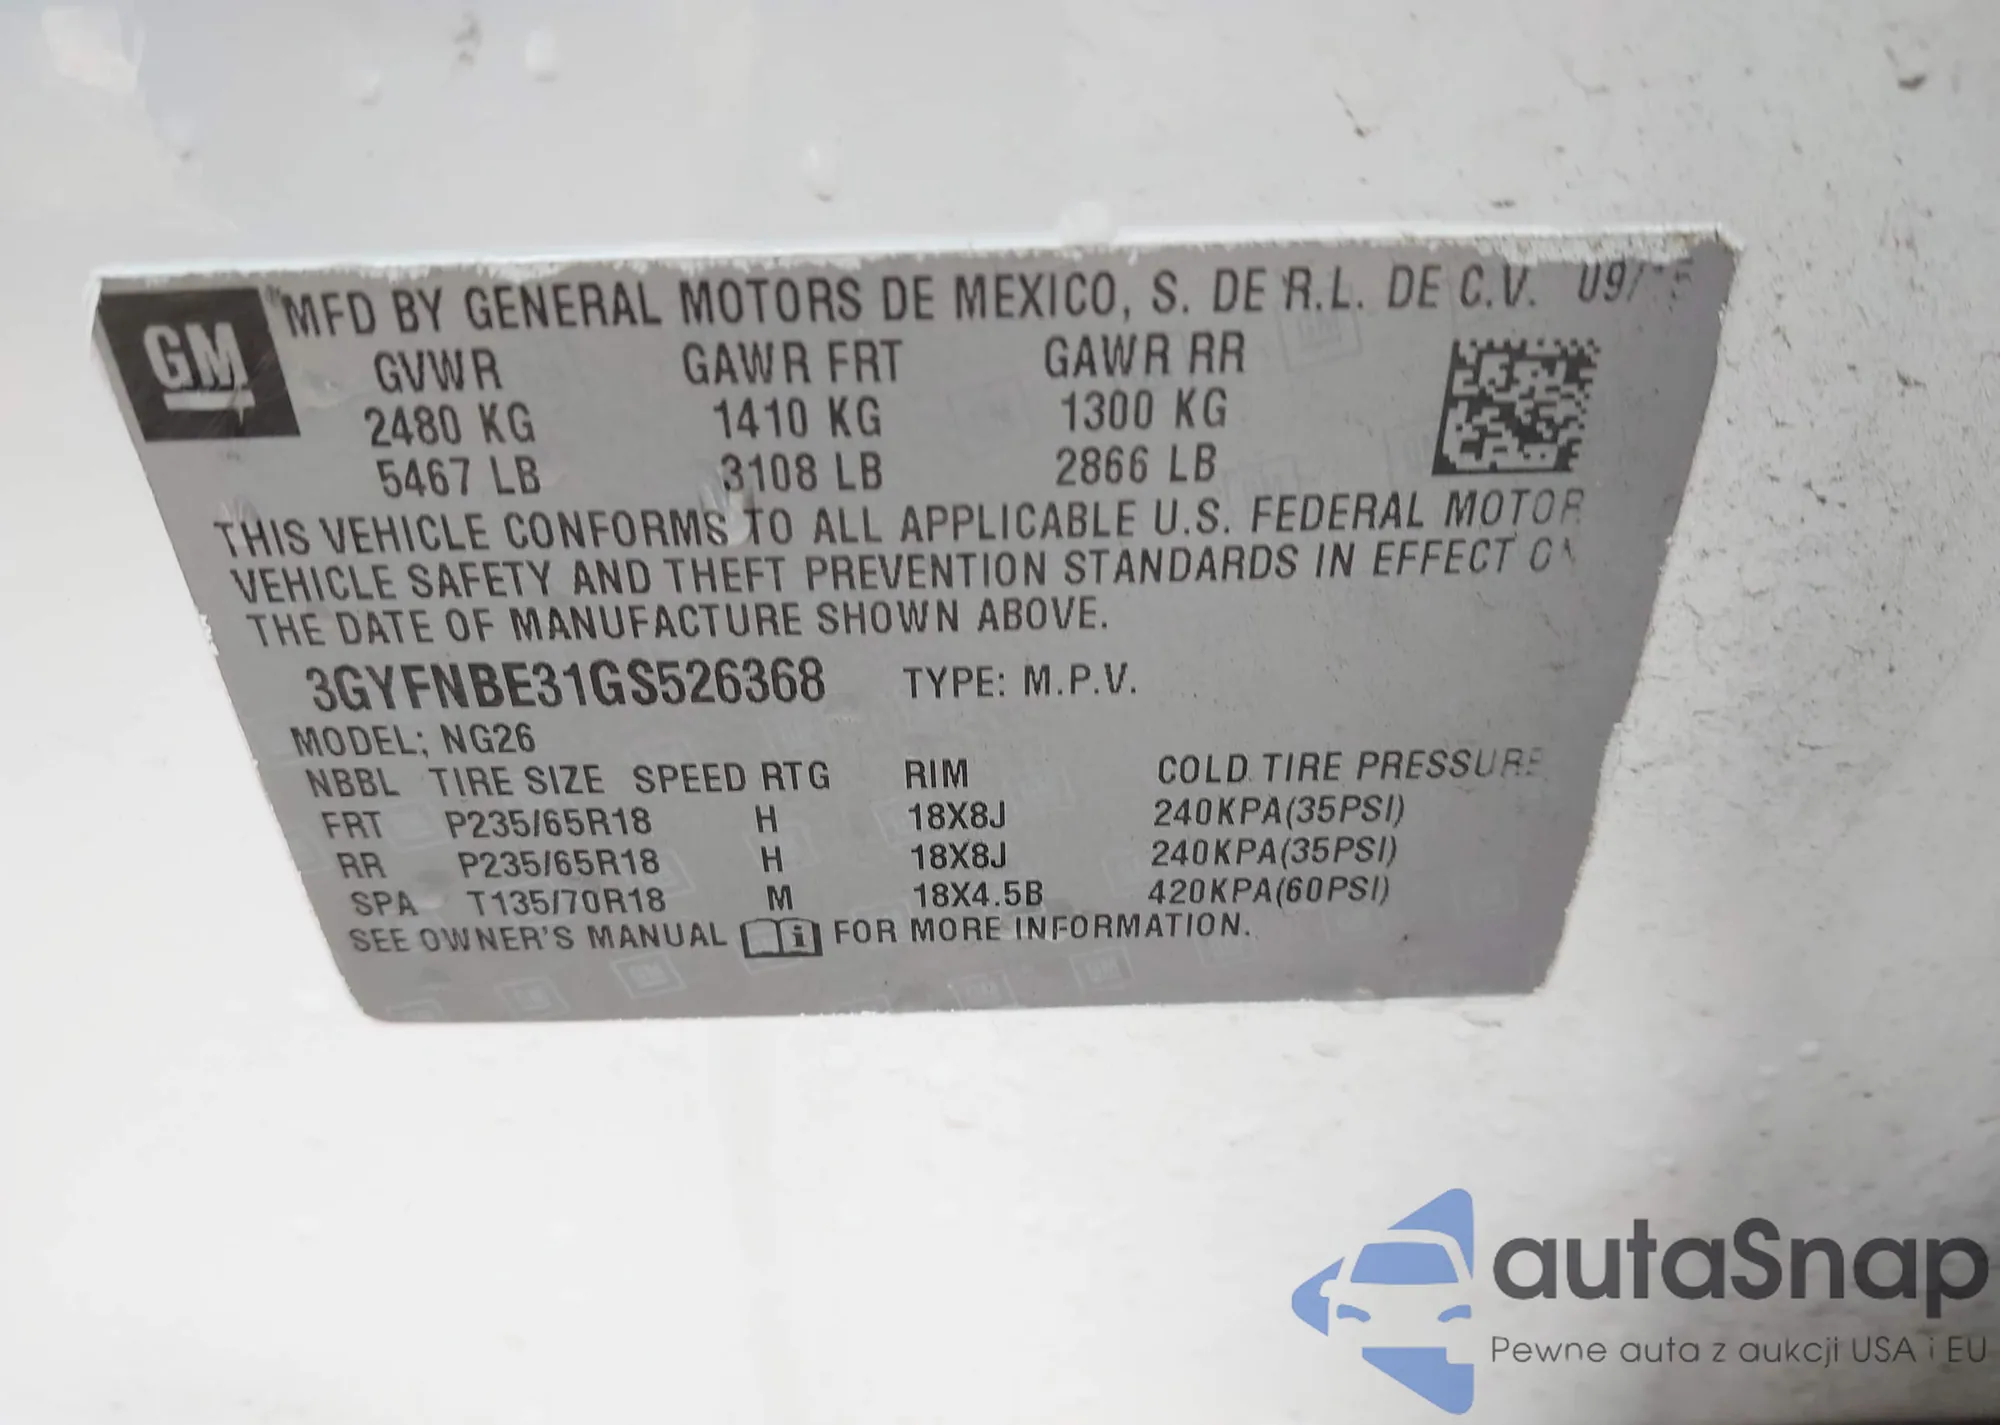 GM
MFD BY GENERAL MOTORS DE MEXICO, S. DE R.L. DE C.V.
GVWR GAWR FRT GAWR RR
2480 KG 1410 KG 1300 KG
5467 LB 3108 LB 2866 LB
THIS VEHICLE CONFORMS TO ALL APPLICABLE U.S. FEDERAL MOTOR
VEHICLE SAFETY AND THEFT PREVENTION STANDARDS IN EFFECT ON
THE DATE OF MANUFACTURE SHOWN ABOVE.
3GYFNBE31GS526368 TYPE: M.P.V.
MODEL: NG26
NBBL TIRE SIZE SPEED RTG RIM COLD TIRE PRESSURE
FRT P235/65R18 H 18X8J 240KPA(35PSI)
RR P235/65R18 H 18X8J 240KPA(35PSI)
SPA T135/70R18 M 18X4.5B 420KPA(60PSI)
SEE OWNER'S MANUAL i FOR MORE INFORMATION.
autaSnap
Pewne auta z aukcji USA i EU